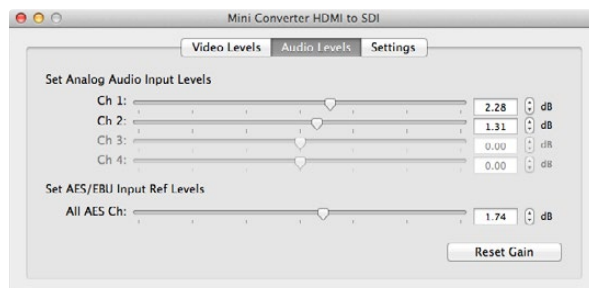 Mini Converter HDMI to SDI
Video Levels Audio Levels Settings
Set Analog Audio Input Levels
Ch 1: 2.28 dB
Ch 2: 1.31 dB
Ch 3: 0.00 dB
Ch 4: 0.00 dB
Set AES/EBU Input Ref Levels
All AES Ch: 1.74 dB
Reset Gain